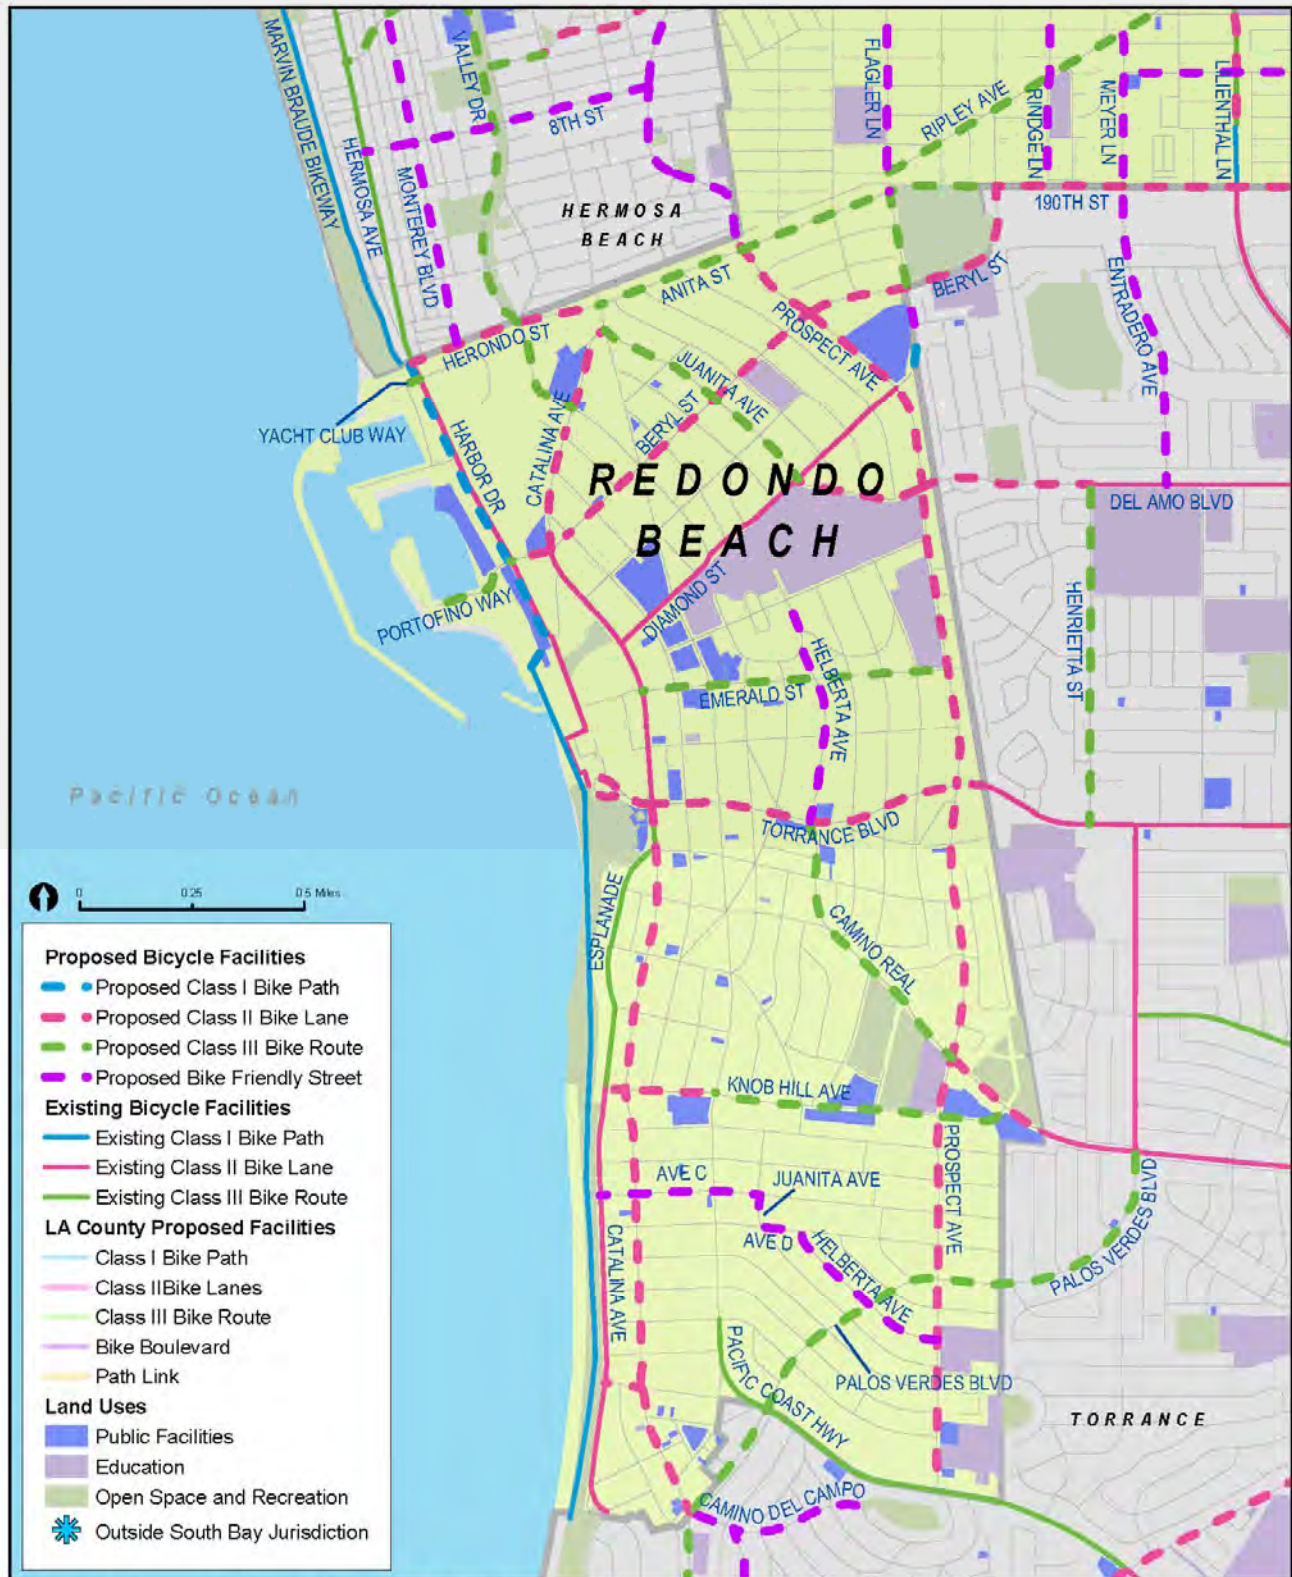 MARVIN BRAUDE BIKEWAY
HERMOSA AVE
MONTEREY BLVD
VALLEY DR
8TH ST
HERMOSA
BEACH
FLAGLER LN
RIPLEY AVE
RINDGE LN
MEYER LN
LILIENTHAL LN
190TH ST
ANITA ST
BERYL ST
ENTRADERO AVE
HERONDO ST
PROSPECT AVE
JUANITA AVE
YACHT CLUB WAY
HARBOR DR
CATALINA AVE
BERYL ST
REDONDO
BEACH
DEL AMO BLVD
DIAMOND ST
PORTOFINO WAY
HENRIETTA ST
HELBERTA AVE
EMERALD ST
Pacific Ocean
TORRANCE BLVD
ESPLANADE
CAMINO REAL
KNOB HILL AVE
AVE C
JUANITA AVE
PROSPECT AVE
AVE D
HELBERTA AVE
PALOS VERDES BLVD
CATALINA AVE
PACIFIC COAST HWY
PALOS VERDES BLVD
TORRANCE
CAMINO DEL CAMPO
0 0.25 0.5 Miles
Proposed Bicycle Facilities
Proposed Class I Bike Path
Proposed Class II Bike Lane
Proposed Class III Bike Route
Proposed Bike Friendly Street
Existing Bicycle Facilities
Existing Class I Bike Path
Existing Class II Bike Lane
Existing Class III Bike Route
LA County Proposed Facilities
Class I Bike Path
Class IIBike Lanes
Class III Bike Route
Bike Boulevard
Path Link
Land Uses
Public Facilities
Education
Open Space and Recreation
Outside South Bay Jurisdiction